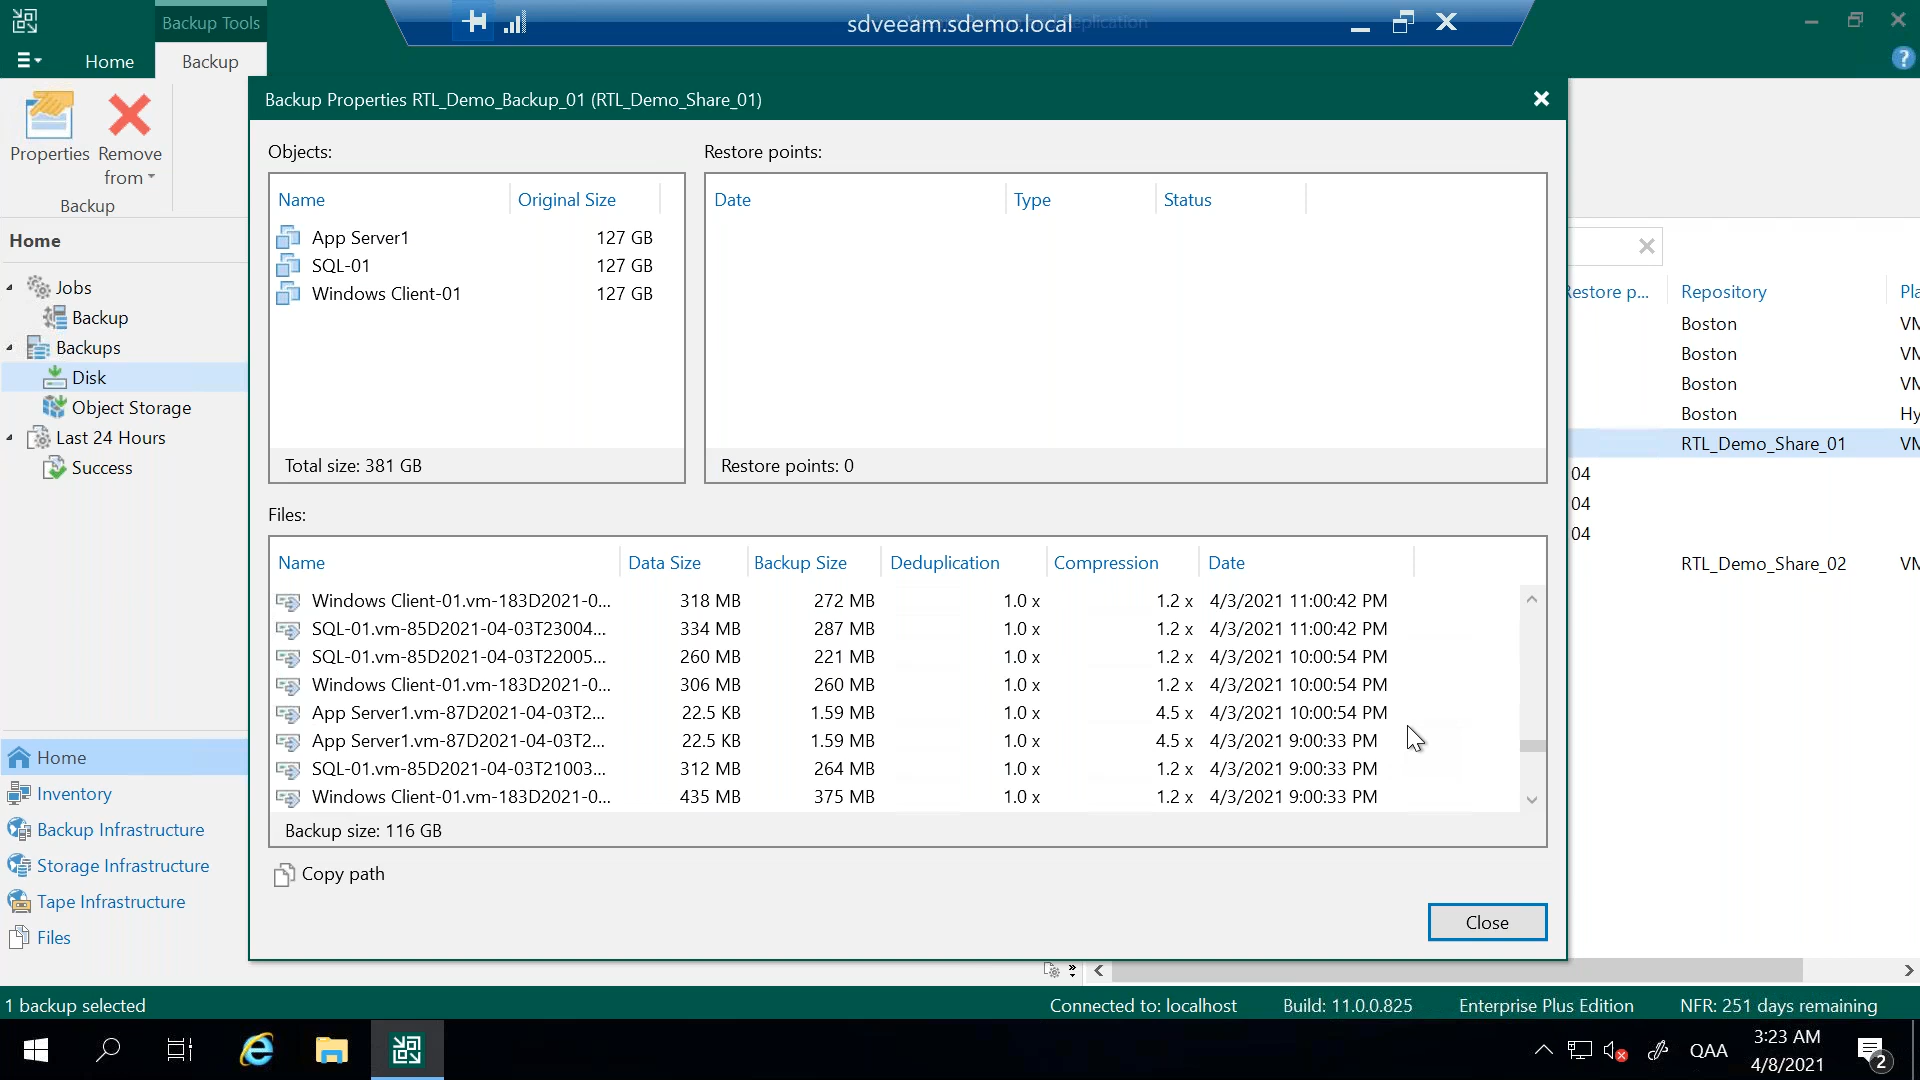 Backup Tools
sdveeam.sdemo.local
Home
Backup
Backup Properties RTL_Demo_Backup_01 (RTL_Demo_Share_01)
Properties
Remove
from
Backup
Home
Jobs
Backup
Backups
Disk
Object Storage
Last 24 Hours
Success
Home
Inventory
Backup Infrastructure
Storage Infrastructure
Tape Infrastructure
Files
Objects:
Name Original Size
App Server1 127 GB
SQL-01 127 GB
Windows Client-01 127 GB
Total size: 381 GB
Restore points:
Date Type Status
Restore points: 0
Files:
Name Data Size Backup Size Deduplication Compression Date
Windows Client-01.vm-183D2021-0... 318 MB 272 MB 1.0 x 1.2 x 4/3/2021 11:00:42 PM
SQL-01.vm-85D2021-04-03T23004... 334 MB 287 MB 1.0 x 1.2 x 4/3/2021 11:00:42 PM
SQL-01.vm-85D2021-04-03T22005... 260 MB 221 MB 1.0 x 1.2 x 4/3/2021 10:00:54 PM
Windows Client-01.vm-183D2021-0... 306 MB 260 MB 1.0 x 1.2 x 4/3/2021 10:00:54 PM
App Server1.vm-87D2021-04-03T2... 22.5 KB 1.59 MB 1.0 x 4.5 x 4/3/2021 10:00:54 PM
App Server1.vm-87D2021-04-03T2... 22.5 KB 1.59 MB 1.0 x 4.5 x 4/3/2021 9:00:33 PM
SQL-01.vm-85D2021-04-03T21003... 312 MB 264 MB 1.0 x 1.2 x 4/3/2021 9:00:33 PM
Windows Client-01.vm-183D2021-0... 435 MB 375 MB 1.0 x 1.2 x 4/3/2021 9:00:33 PM
Backup size: 116 GB
Copy path
Close
Restore p... Repository Pla
Boston VM
Boston VM
Boston VM
Boston Hy
RTL_Demo_Share_01 VM
04
04
04
RTL_Demo_Share_02 VM
1 backup selected
Connected to: localhost
Build: 11.0.0.825
Enterprise Plus Edition
NFR: 251 days remaining
QAA
3:23 AM
4/8/2021
2